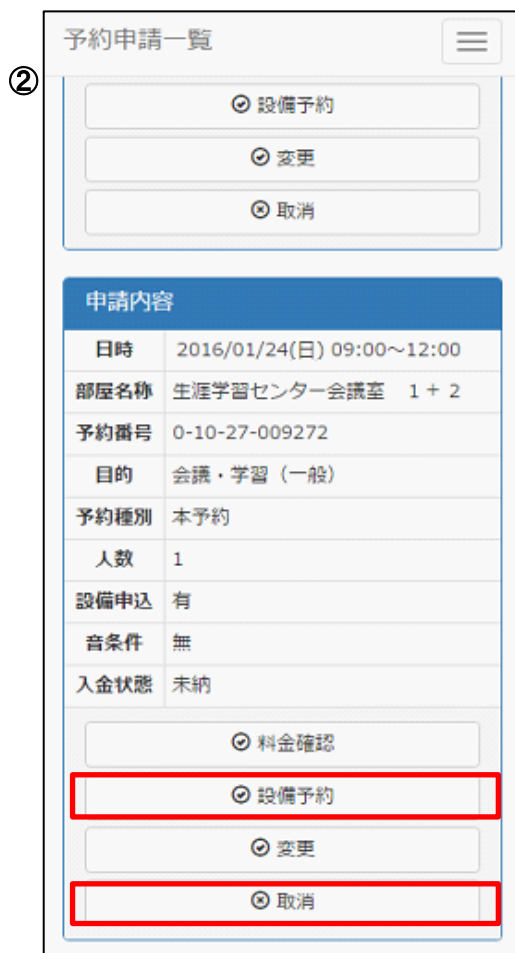 予約申請一覧
②
設備予約
変更
取消
申請内容
日時 2016/01/24(日) 09:00～12:00
部屋名称 生涯学習センター会議室　1 + 2
予約番号 0-10-27-009272
目的 会議・学習（一般）
予約種別 本予約
人数 1
設備申込 有
音条件 無
入金状態 未納
料金確認
設備予約
変更
取消